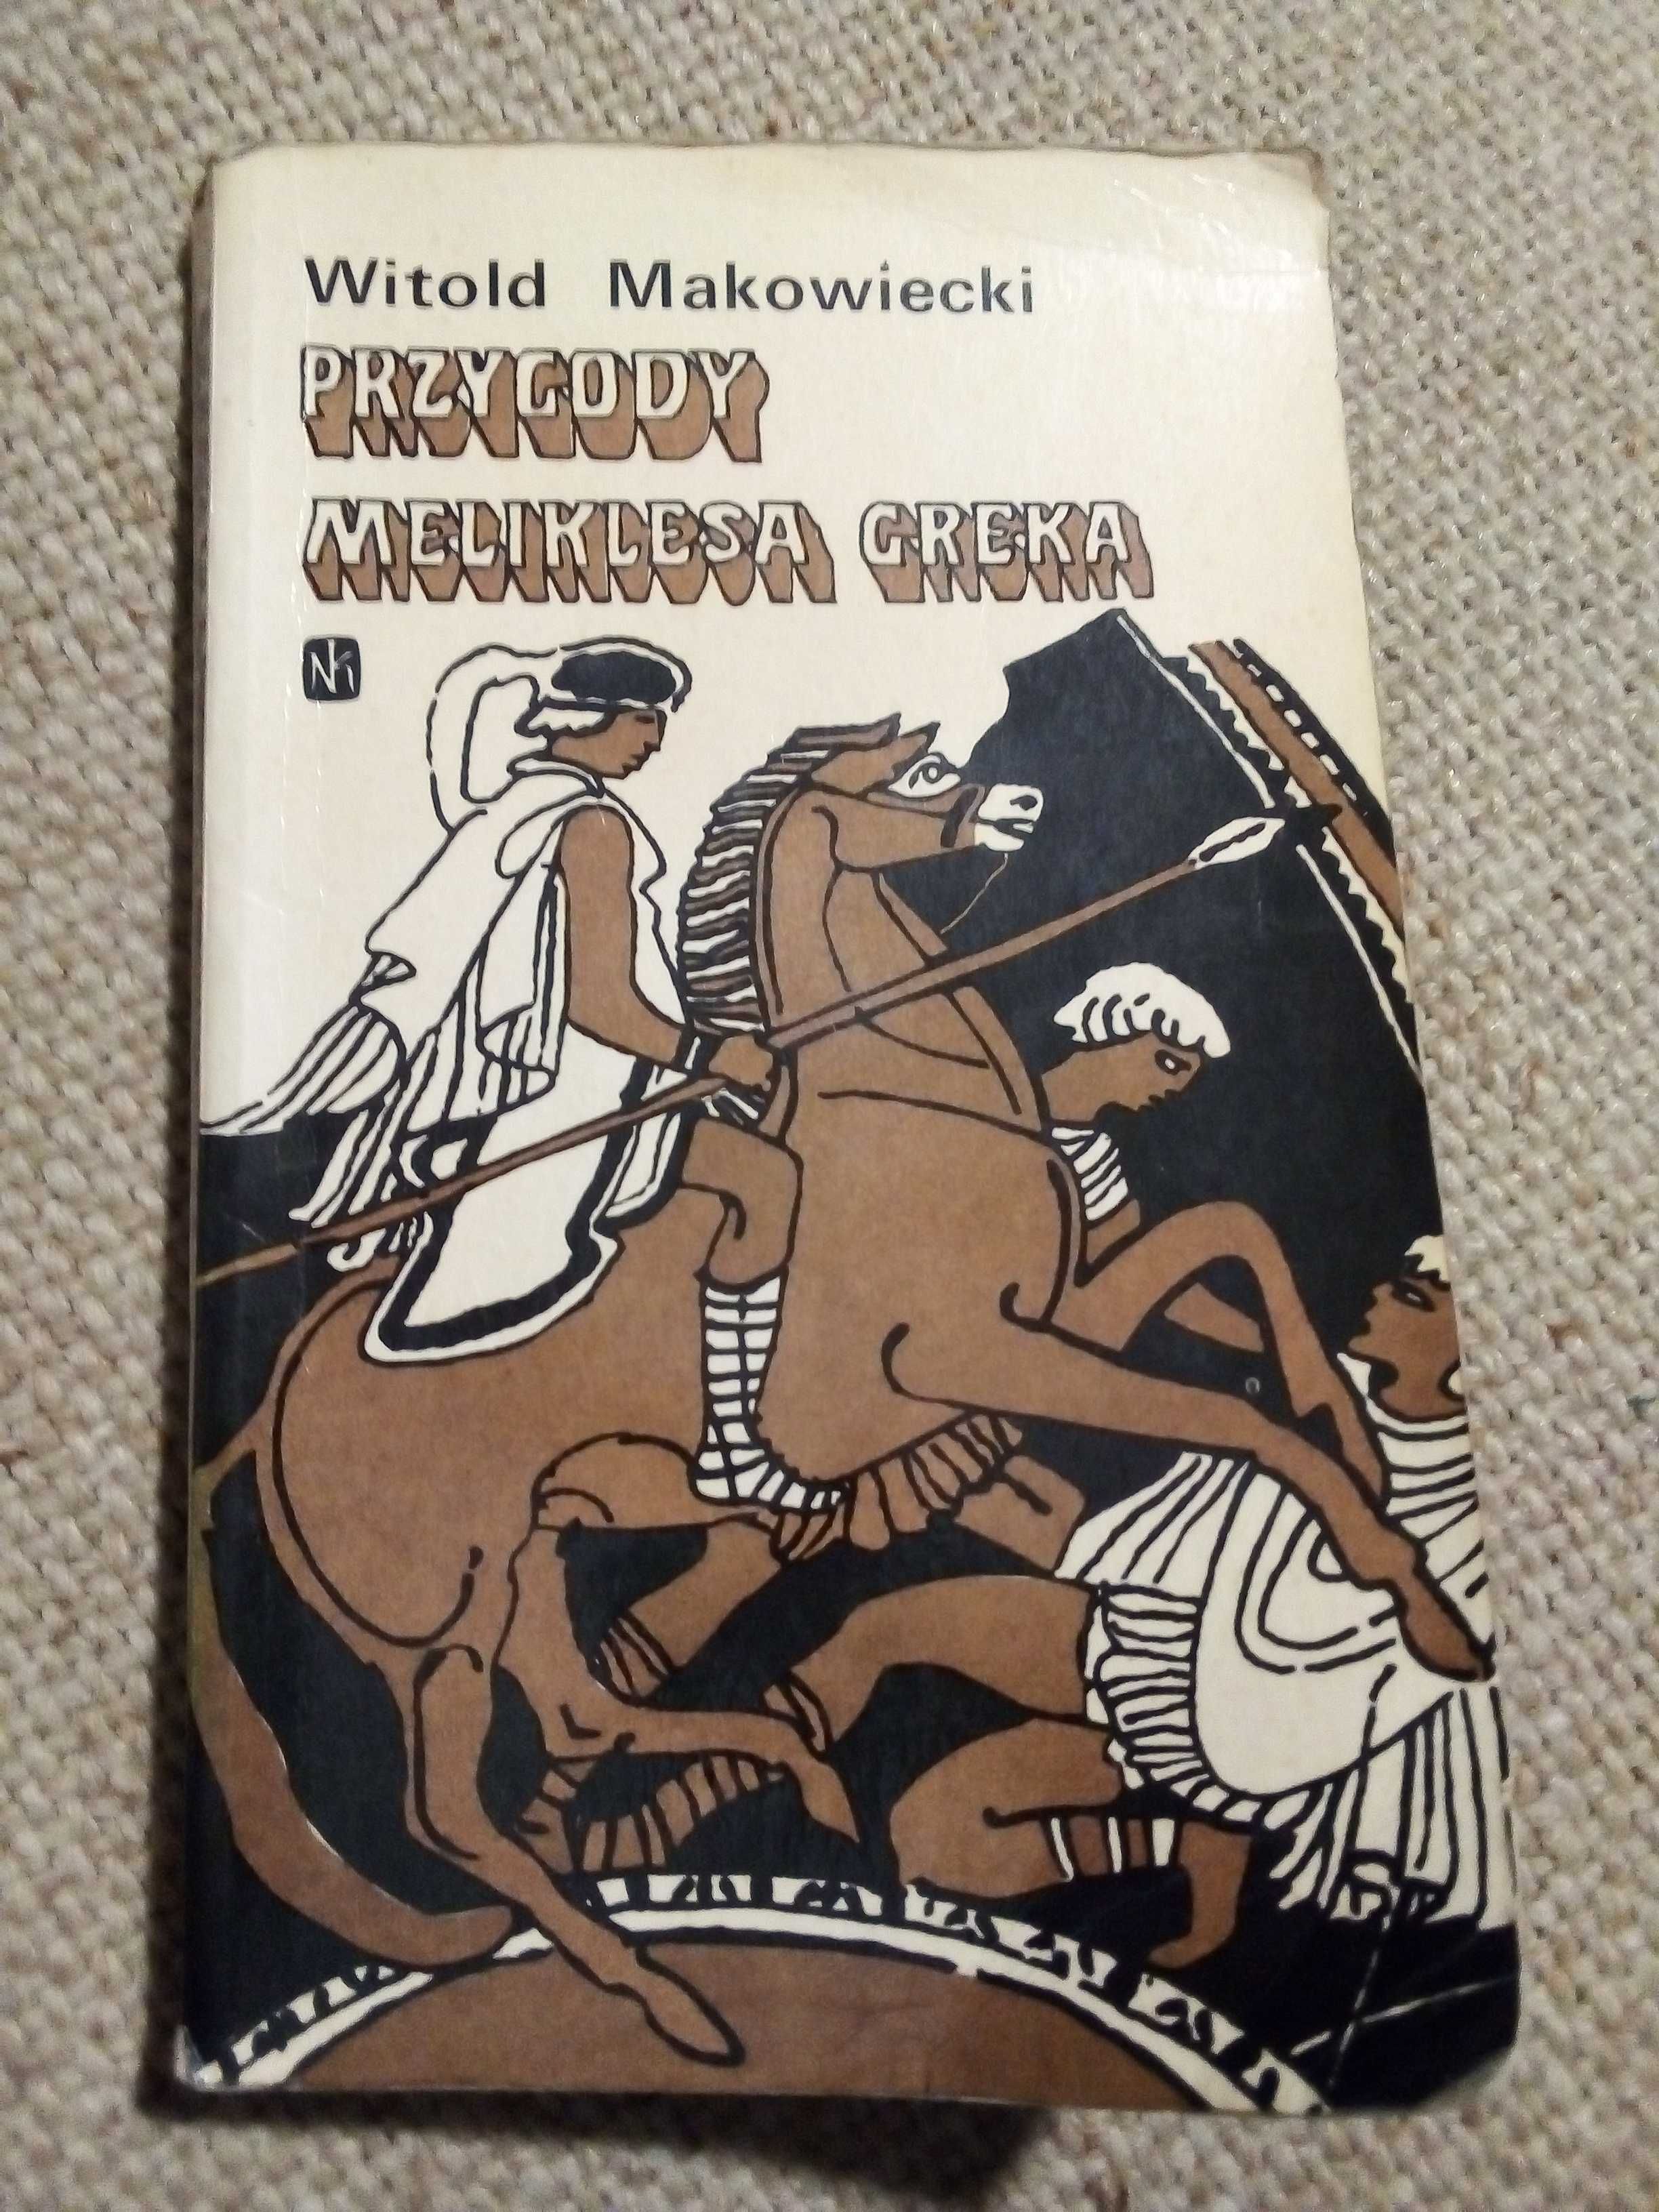 Witold Makowiecki
PRZYGODY
MELIKLESA GREKA
NK